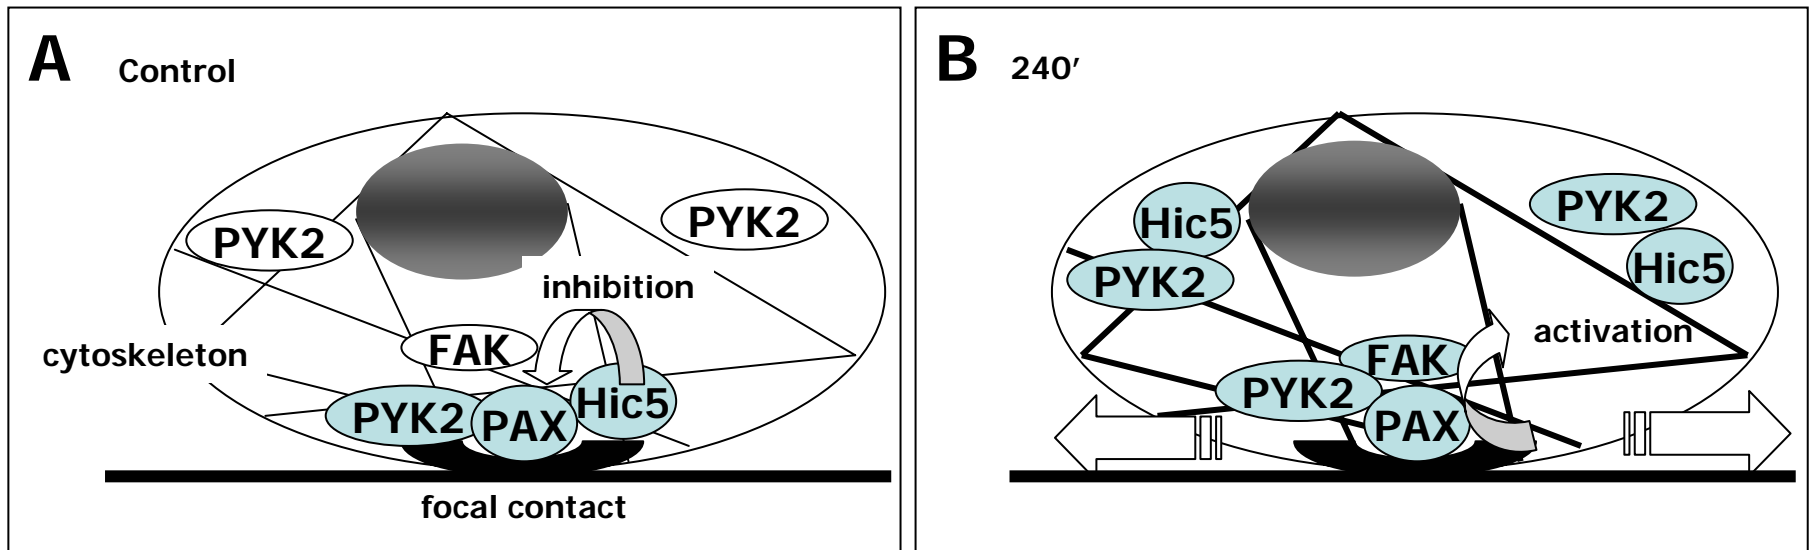 A Control
PYK2
PYK2
inhibition
cytoskeleton
FAK
PYK2
PAX
Hic5
focal contact
B 240′
Hic5
PYK2
PYK2
Hic5
activation
FAK
PYK2
PAX